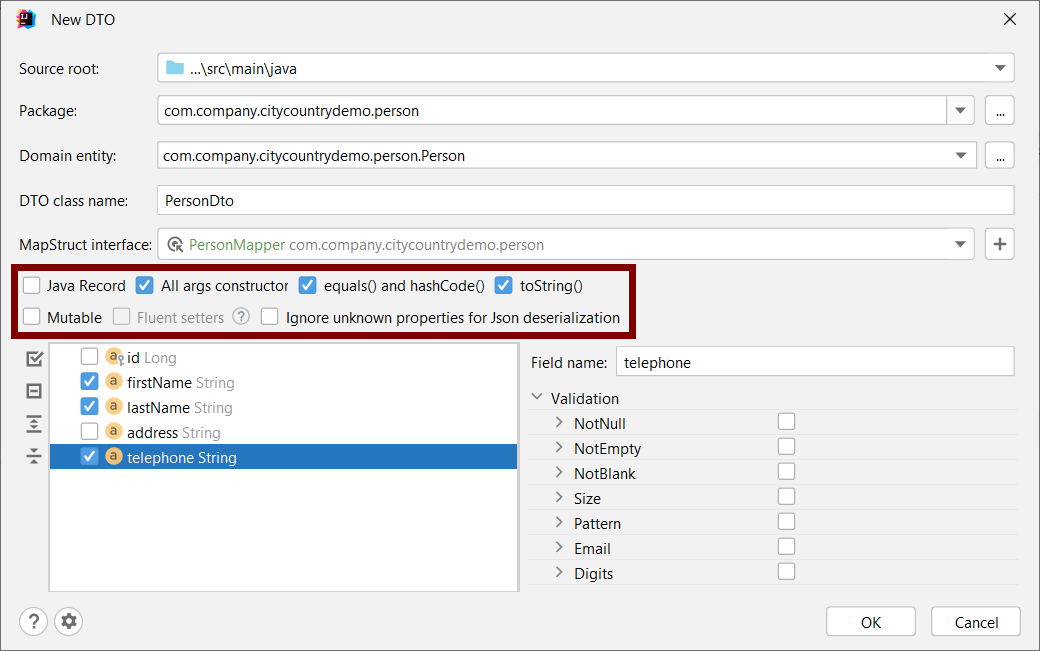 New DTO
Source root: ...\src\main\java
Package: com.company.citycountrydemo.person ...
Domain entity: com.company.citycountrydemo.person.Person ...
DTO class name: PersonDto
MapStruct interface: PersonMapper com.company.citycountrydemo.person +
Java Record All args constructor equals() and hashCode() toString()
Mutable Fluent setters ? Ignore unknown properties for Json deserialization
a id Long
a firstName String
a lastName String
a address String
a telephone String
Field name: telephone
Validation
NotNull
NotEmpty
NotBlank
Size
Pattern
Email
Digits
? OK Cancel